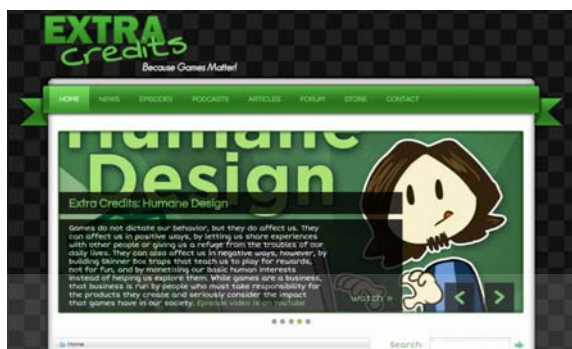 EXTRA
Credits
Because Games Matter!
HOME NEWS EPISODES PODCASTS ARTICLES FORUM STORE CONTACT
Humane
Design
Extra Credits: Humane Design
Games do not dictate our behavior, but they do affect us. They
can affect us in positive ways, by letting us share experiences
with other people or giving us a refuge from the troubles of our
daily lives. They can also affect us in negative ways, however, by
building Skinner Box traps that teach us to play for rewards,
not for fun, and by monetizing our basic human interests
instead of helping us explore them. While games are a business,
that business is run by people who must take responsibility for
the products they create and seriously consider the impact
that games have in our society. Episode video is on YouTube
watch »
Home
Search: